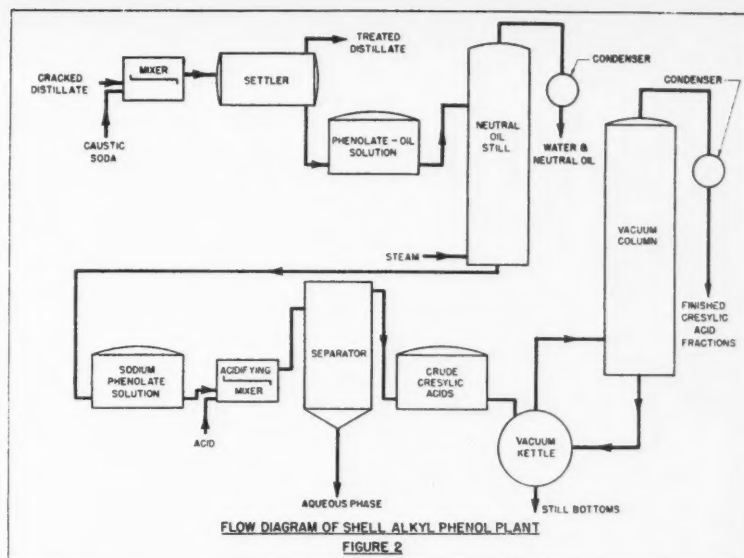 TREATED
DISTILLATE
CONDENSER
CONDENSER
MIXER
SETTLER
CRACKED
DISTILLATE
CAUSTIC
SODA
PHENOLATE - OIL
SOLUTION
NEUTRAL
OIL
STILL
WATER &
NEUTRAL OIL
VACUUM
COLUMN
STEAM
FINISHED
CRESYLIC
ACID
FRACTIONS
SODIUM
PHENOLATE
SOLUTION
ACIDIFYING
MIXER
SEPARATOR
CRUDE
CRESYLIC
ACIDS
VACUUM
KETTLE
ACID
AQUEOUS PHASE
STILL BOTTOMS
FLOW DIAGRAM OF SHELL ALKYL PHENOL PLANT
FIGURE 2